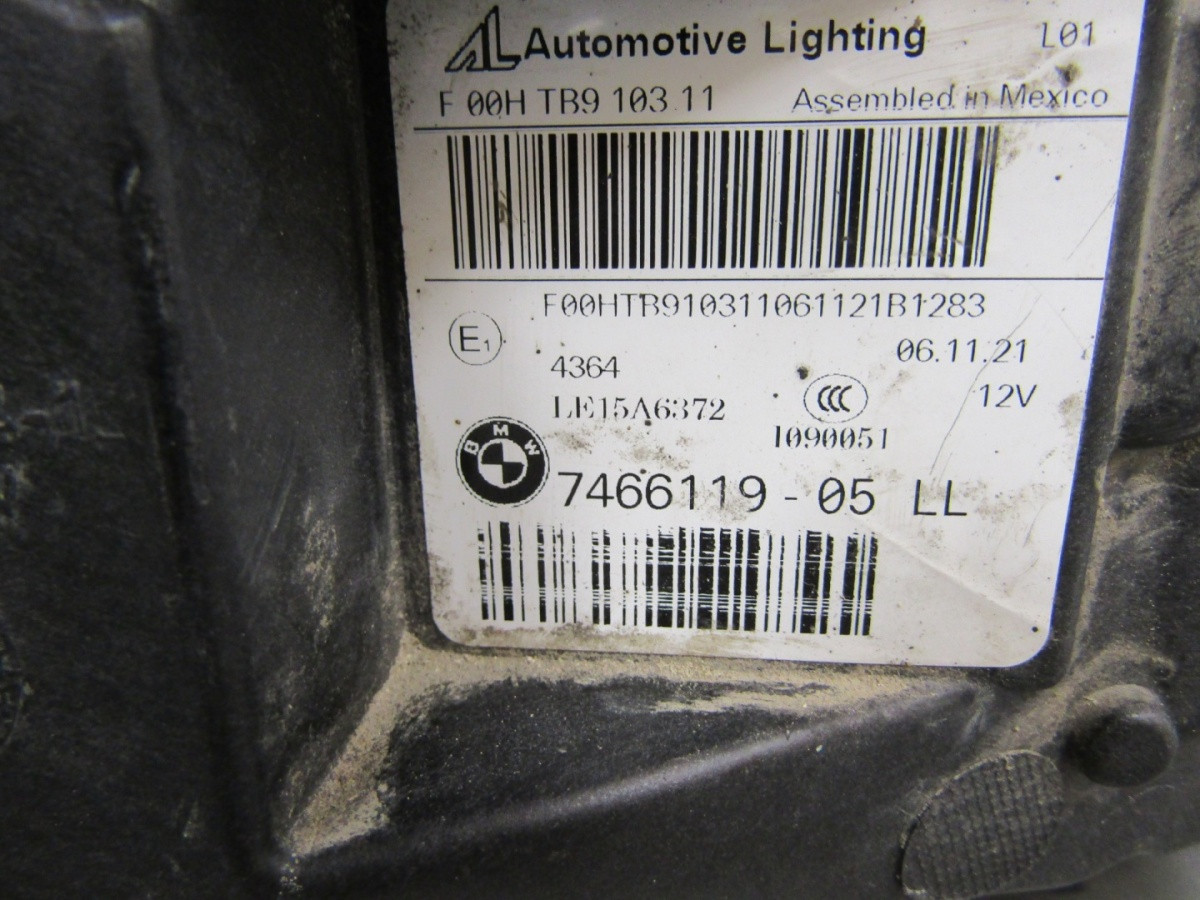 AL Automotive Lighting L01
F 00H TB9 103 11 Assembled in Mexico
F00HTB910311061121B1283
E1 06.11.21
4364
12V
LE15A6372 CCC
1090051
BMW 7466119 - 05 LL